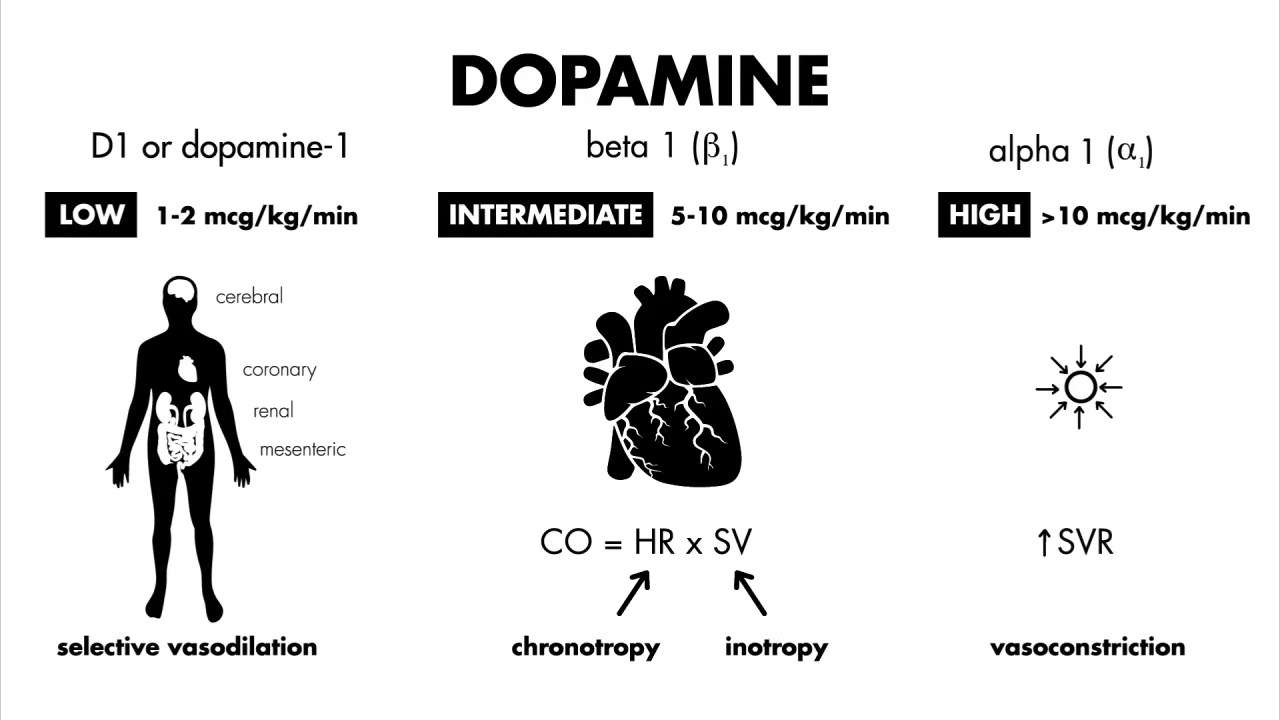 DOPAMINE
D1 or dopamine-1
LOW 1-2 mcg/kg/min
cerebral
coronary
renal
mesenteric
selective vasodilation
beta 1 (β₁)
INTERMEDIATE 5-10 mcg/kg/min
CO = HR x SV
chronotropy inotropy
alpha 1 (α₁)
HIGH >10 mcg/kg/min
↑SVR
vasoconstriction